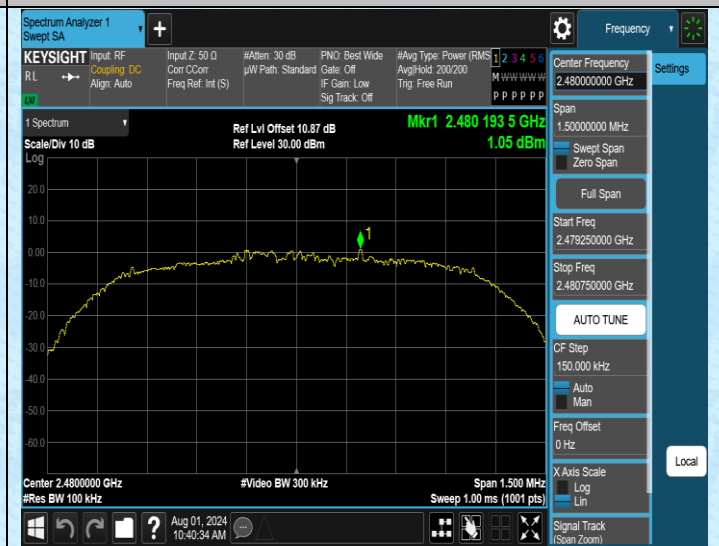 Spectrum Analyzer 1
Swept SA
Frequency
KEYSIGHT
RL
LXI
Input: RF
Coupling: DC
Align: Auto
Input Z: 50 Ω
Corr CCorr
Freq Ref: Int (S)
#Atten: 30 dB
µW Path: Standard
PNO: Best Wide
Gate: Off
IF Gain: Low
Sig Track: Off
#Avg Type: Power (RMS
Avg|Hold: 200/200
Trig: Free Run
1 2 3 4 5 6
M W W W W W
P P P P P P
Settings
1 Spectrum
Scale/Div 10 dB
Log
Ref Lvl Offset 10.87 dB
Ref Level 30.00 dBm
Mkr1 2.480 193 5 GHz
1.05 dBm
20.0
10.0
0.00
-10.0
-20.0
-30.0
-40.0
-50.0
-60.0
1
Center 2.4800000 GHz
#Res BW 100 kHz
#Video BW 300 kHz
Span 1.500 MHz
Sweep 1.00 ms (1001 pts)
Center Frequency
2.480000000 GHz
Span
1.50000000 MHz
Swept Span
Zero Span
Full Span
Start Freq
2.479250000 GHz
Stop Freq
2.480750000 GHz
AUTO TUNE
CF Step
150.000 kHz
Auto
Man
Freq Offset
0 Hz
X Axis Scale
Log
Lin
Signal Track
(Span Zoom)
Local
?
Aug 01, 2024
10:40:34 AM